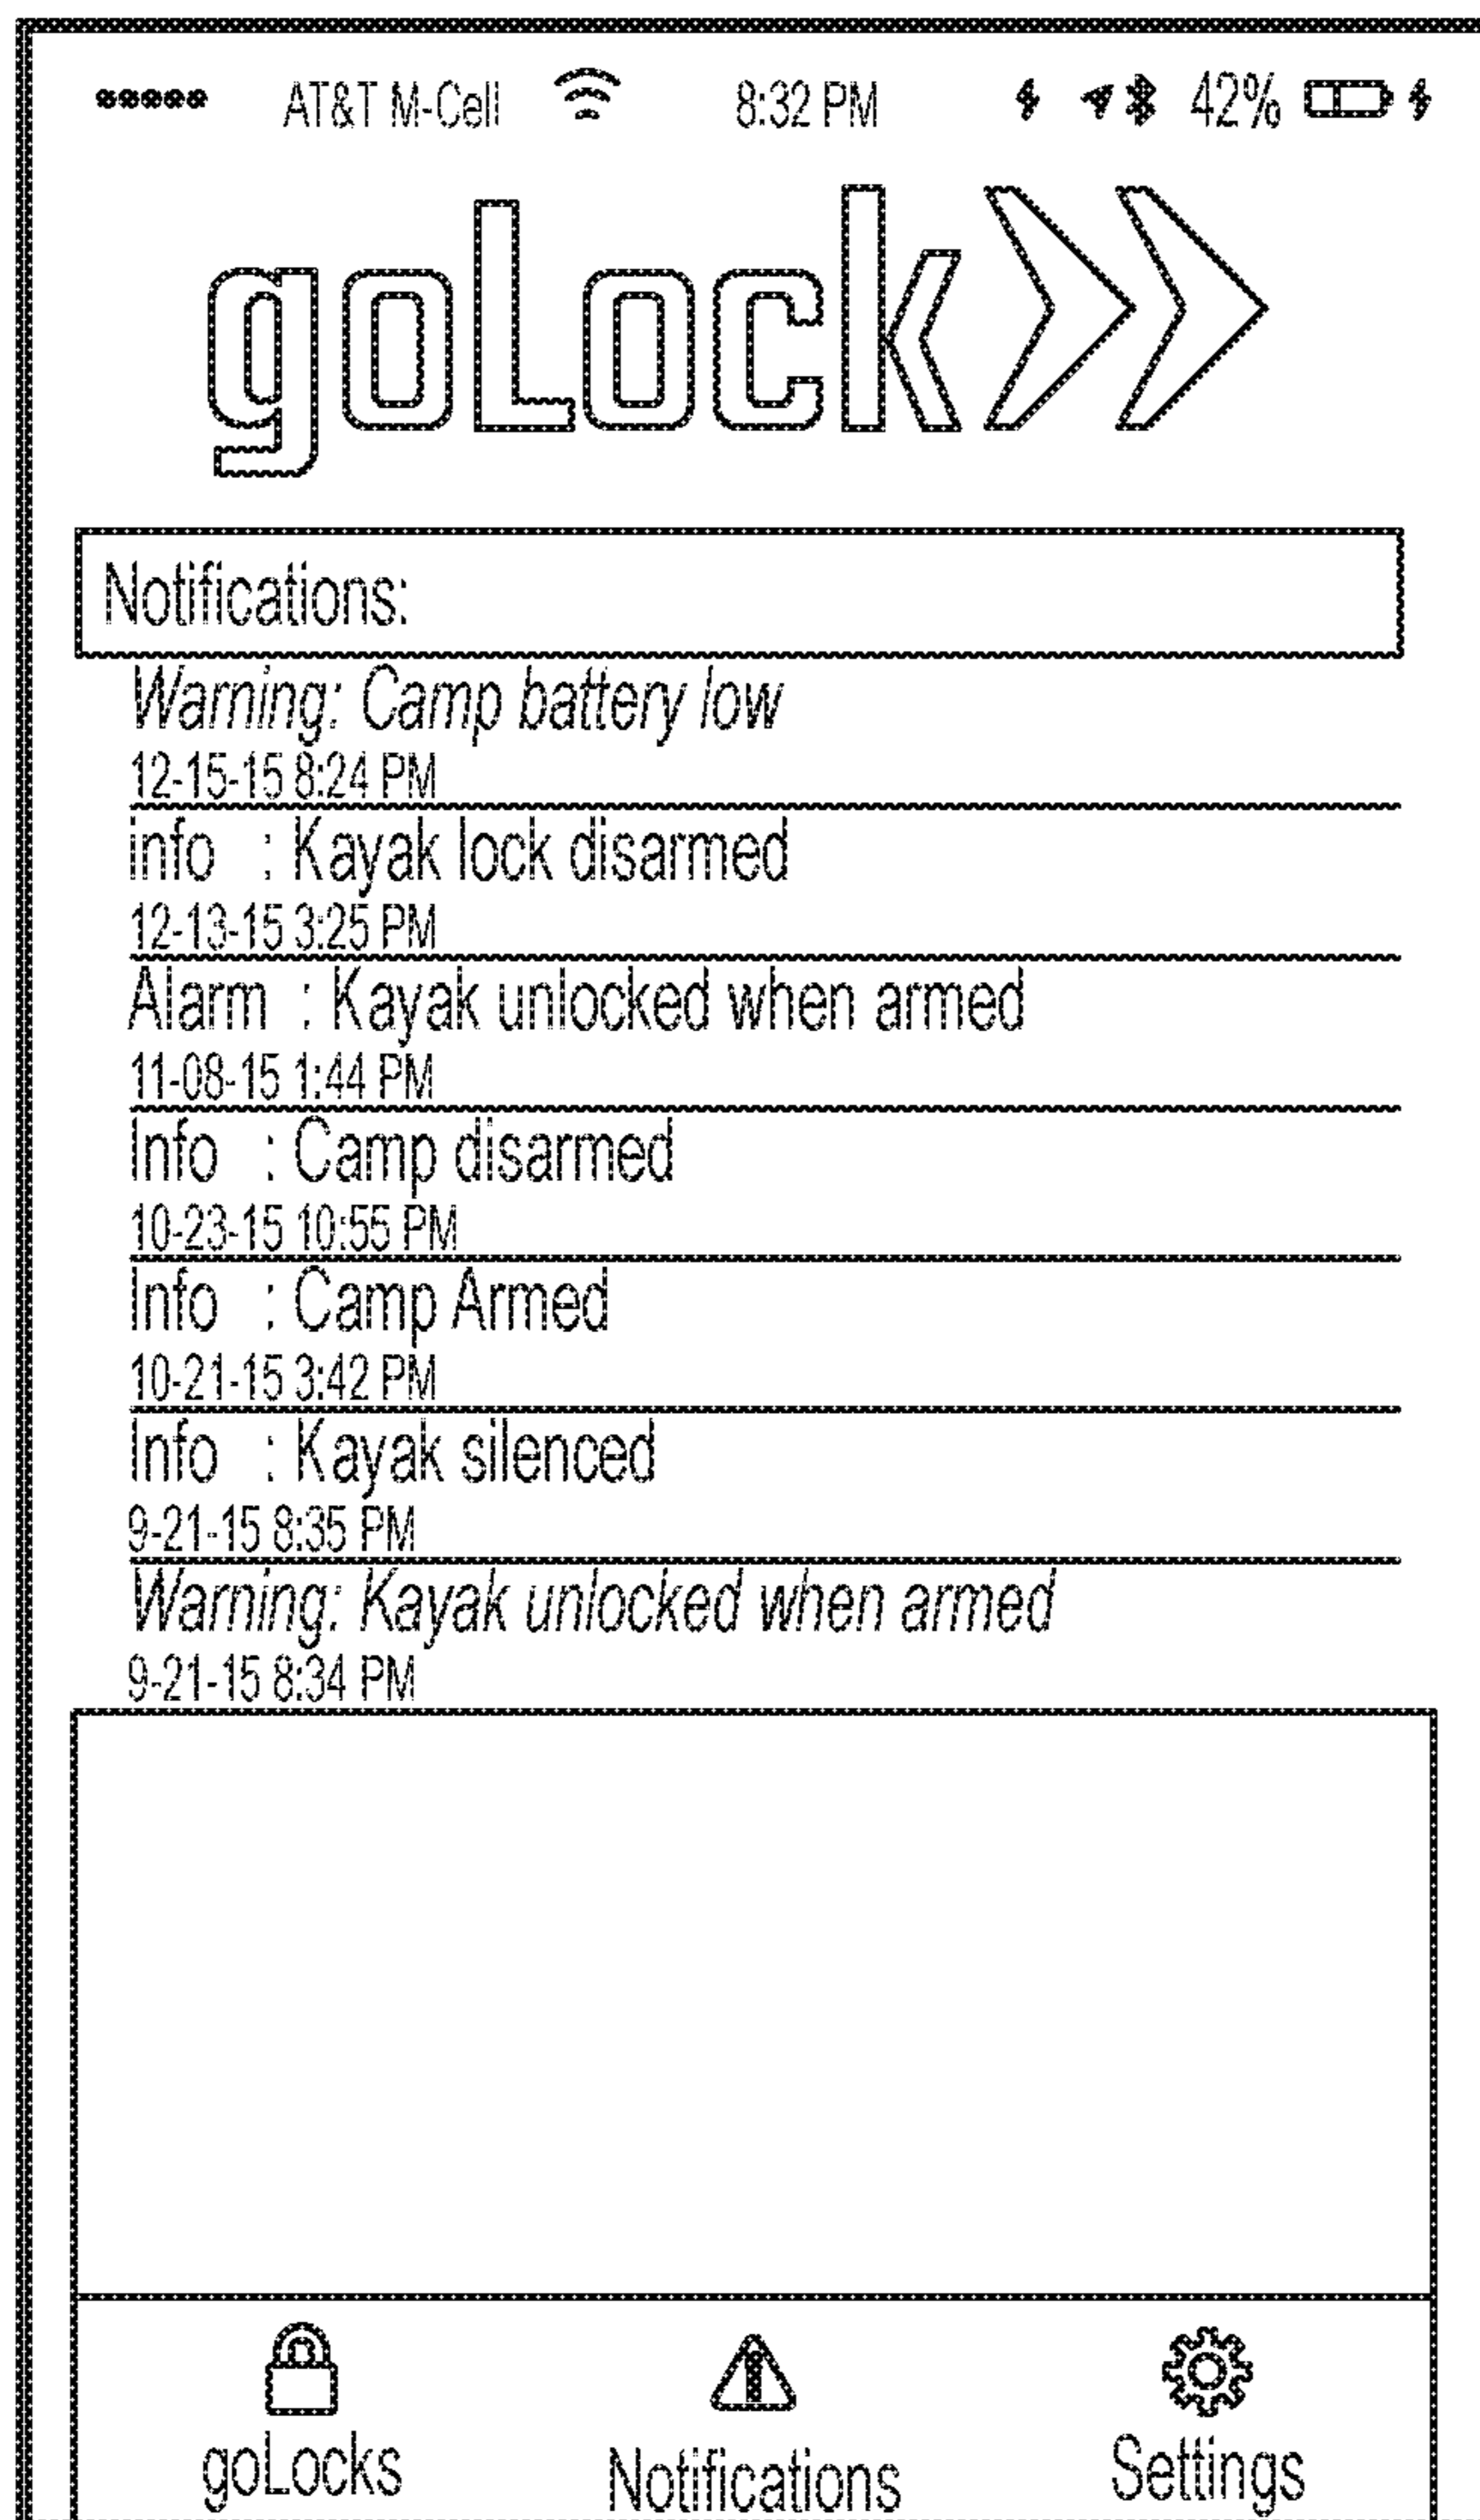 AT&T M-Cell 8:32 PM 42%
goLock
Notifications:
Warning: Camp battery low
12-15-15 8:24 PM
info : Kayak lock disarmed
12-13-15 3:25 PM
Alarm : Kayak unlocked when armed
11-08-15 1:44 PM
Info : Camp disarmed
10-23-15 10:55 PM
Info : Camp Armed
10-21-15 3:42 PM
Info : Kayak silenced
9-21-15 8:35 PM
Warning: Kayak unlocked when armed
9-21-15 8:34 PM
goLocks Notifications Settings